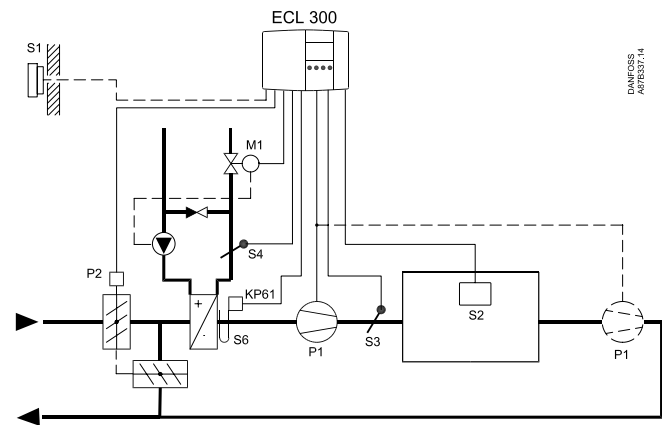 ECL 300
S1
DANFOSS
A87B337.14
M1
S4
P2
KP61
+
-
S6
P1
S3
S2
P1